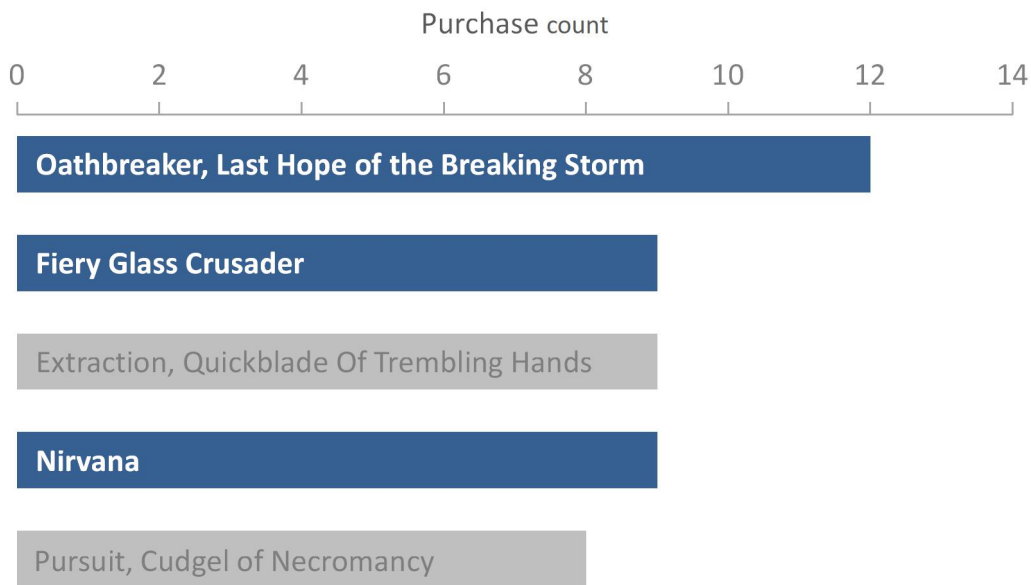 Purchase count
0 2 4 6 8 10 12 14
Oathbreaker, Last Hope of the Breaking Storm
Fiery Glass Crusader
Extraction, Quickblade Of Trembling Hands
Nirvana
Pursuit, Cudgel of Necromancy